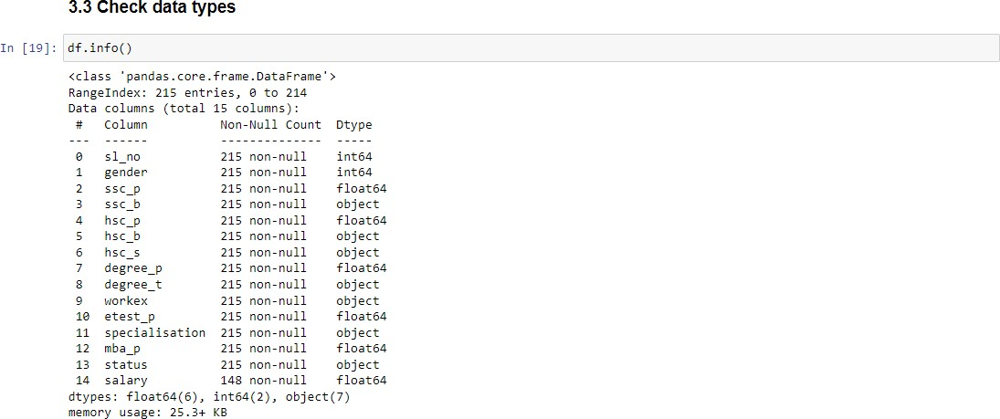 3.3 Check data types
In [19]: df.info()
<class 'pandas.core.frame.DataFrame'>
RangeIndex: 215 entries, 0 to 214
Data columns (total 15 columns):
 #   Column          Non-Null Count  Dtype
---  ------          --------------  -----
 0   sl_no           215 non-null    int64
 1   gender          215 non-null    int64
 2   ssc_p           215 non-null    float64
 3   ssc_b           215 non-null    object
 4   hsc_p           215 non-null    float64
 5   hsc_b           215 non-null    object
 6   hsc_s           215 non-null    object
 7   degree_p        215 non-null    float64
 8   degree_t        215 non-null    object
 9   workex          215 non-null    object
 10  etest_p         215 non-null    float64
 11  specialisation  215 non-null    object
 12  mba_p           215 non-null    float64
 13  status          215 non-null    object
 14  salary          148 non-null    float64
dtypes: float64(6), int64(2), object(7)
memory usage: 25.3+ KB